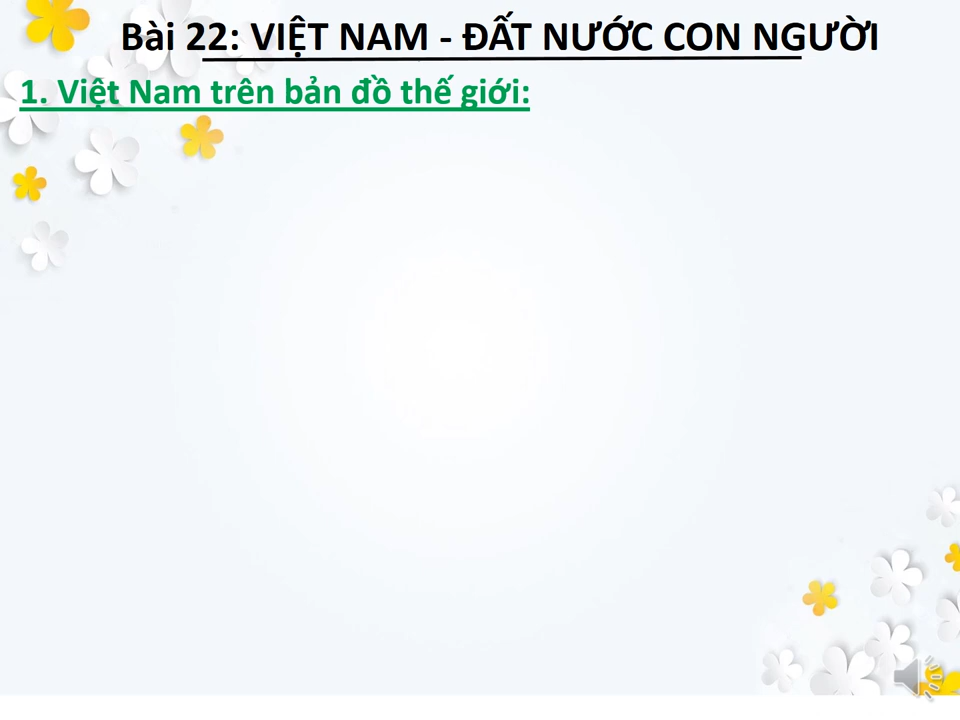 Bài 22: VIỆT NAM - ĐẤT NƯỚC CON NGƯỜI
1. Việt Nam trên bản đồ thế giới: